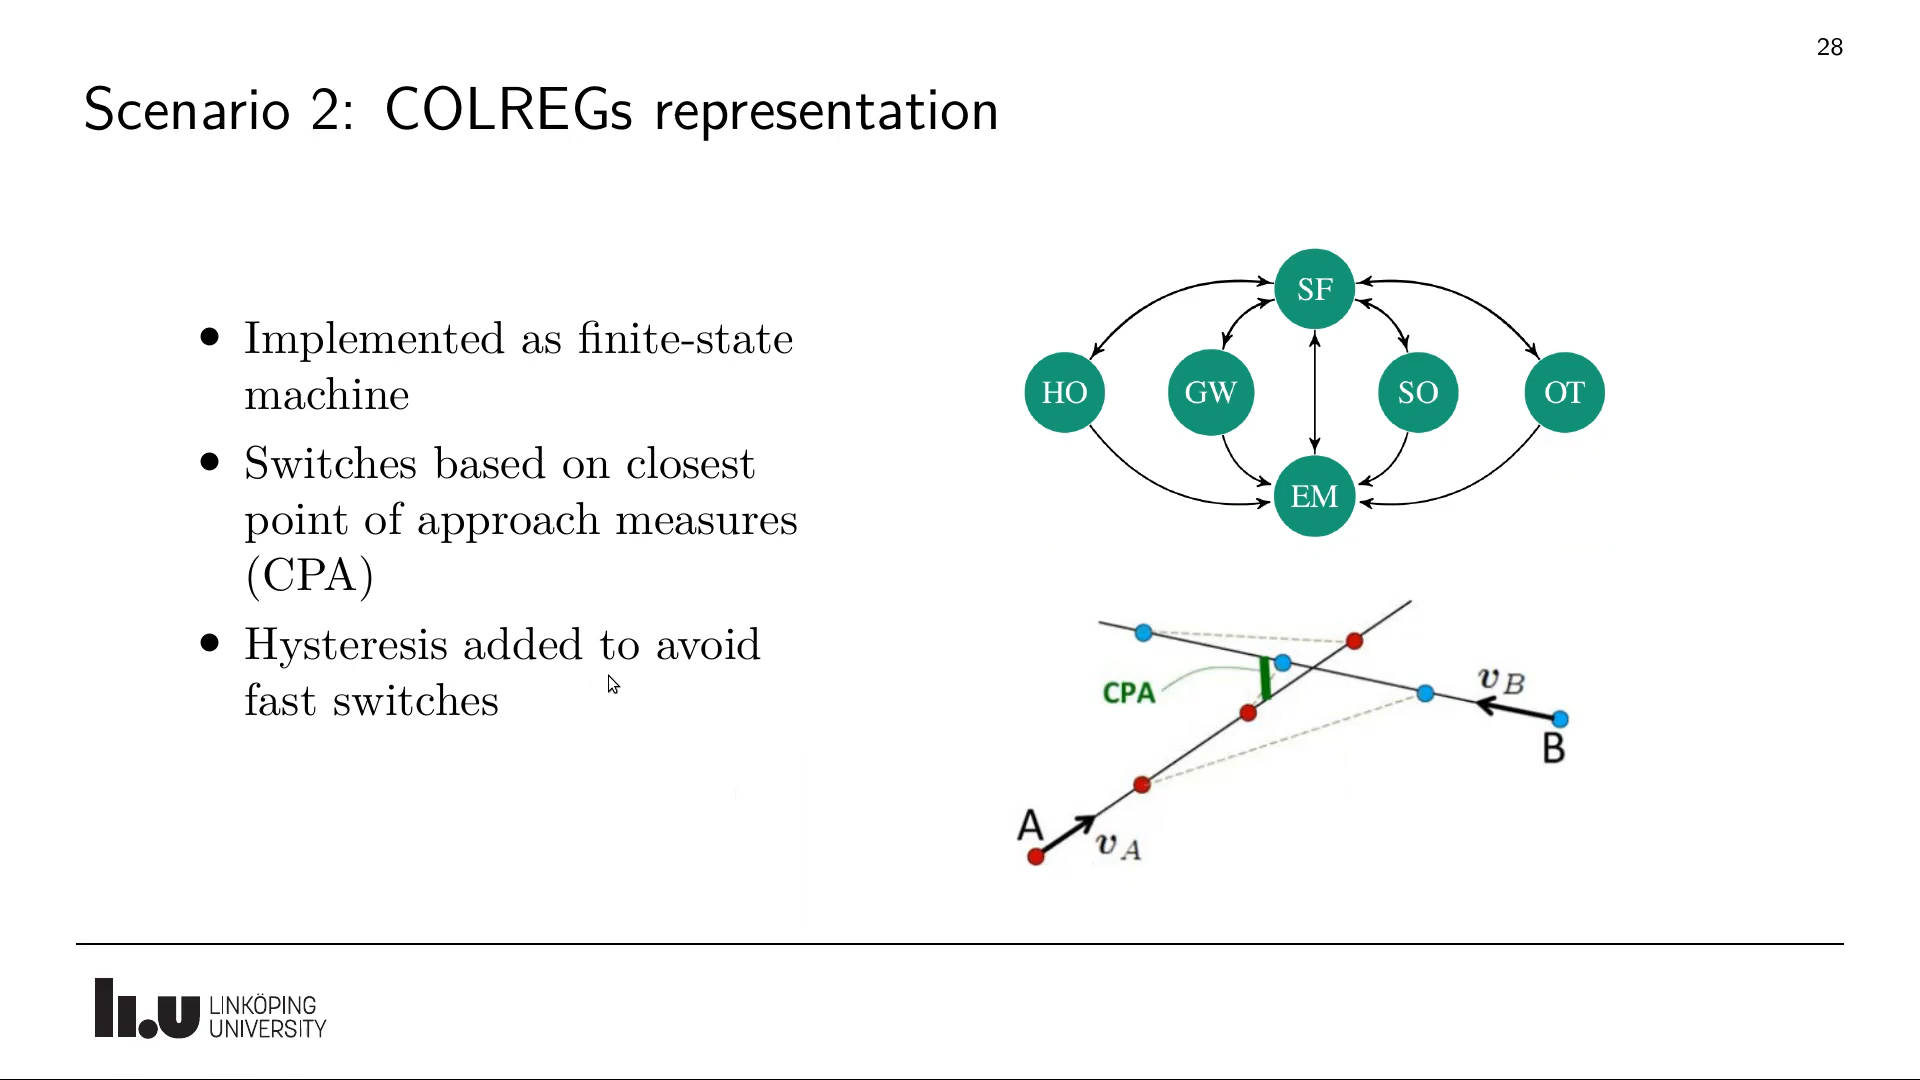 28
Scenario 2: COLREGs representation
• Implemented as finite-state
machine
• Switches based on closest
point of approach measures
(CPA)
• Hysteresis added to avoid
fast switches
SF
HO GW SO OT
EM
CPA
v_B
B
A
v_A
LINKÖPING
UNIVERSITY